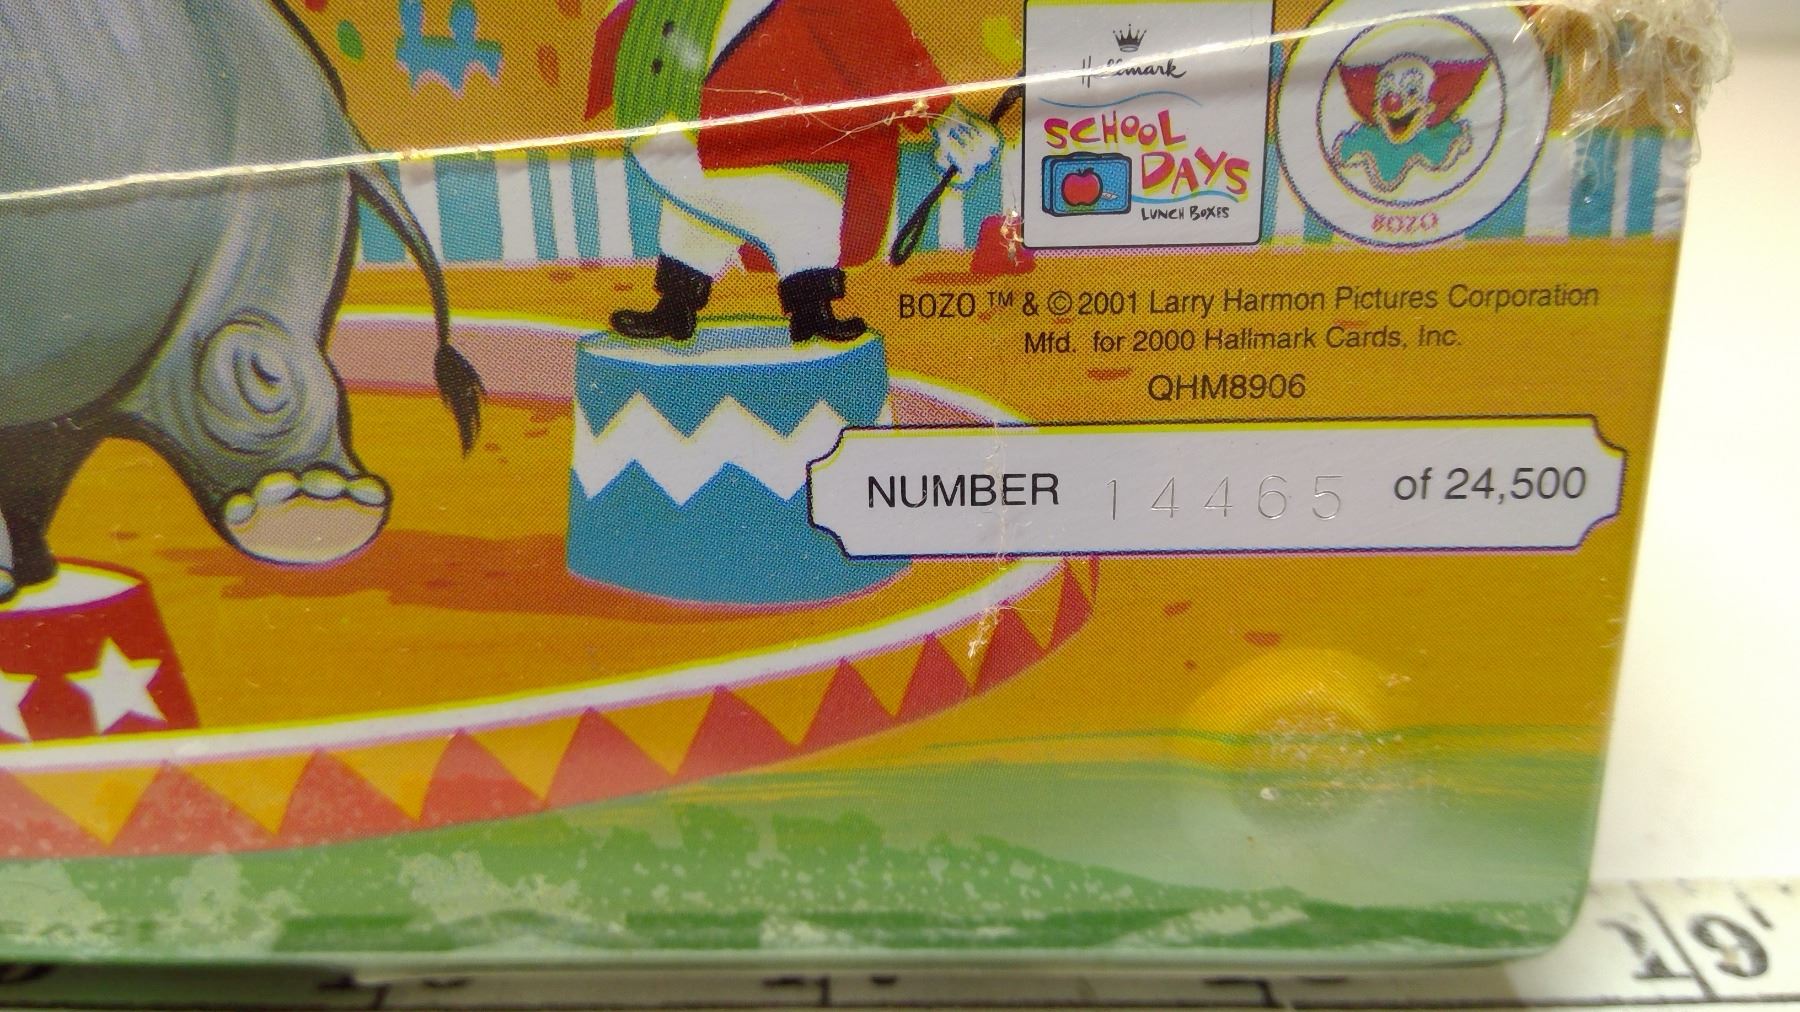 Hallmark
SCHOOL
DAYS
LUNCH BOXES
BOZO
BOZO ™ & © 2001 Larry Harmon Pictures Corporation
Mfd. for 2000 Hallmark Cards, Inc.
QHM8906
NUMBER 14465 of 24,500